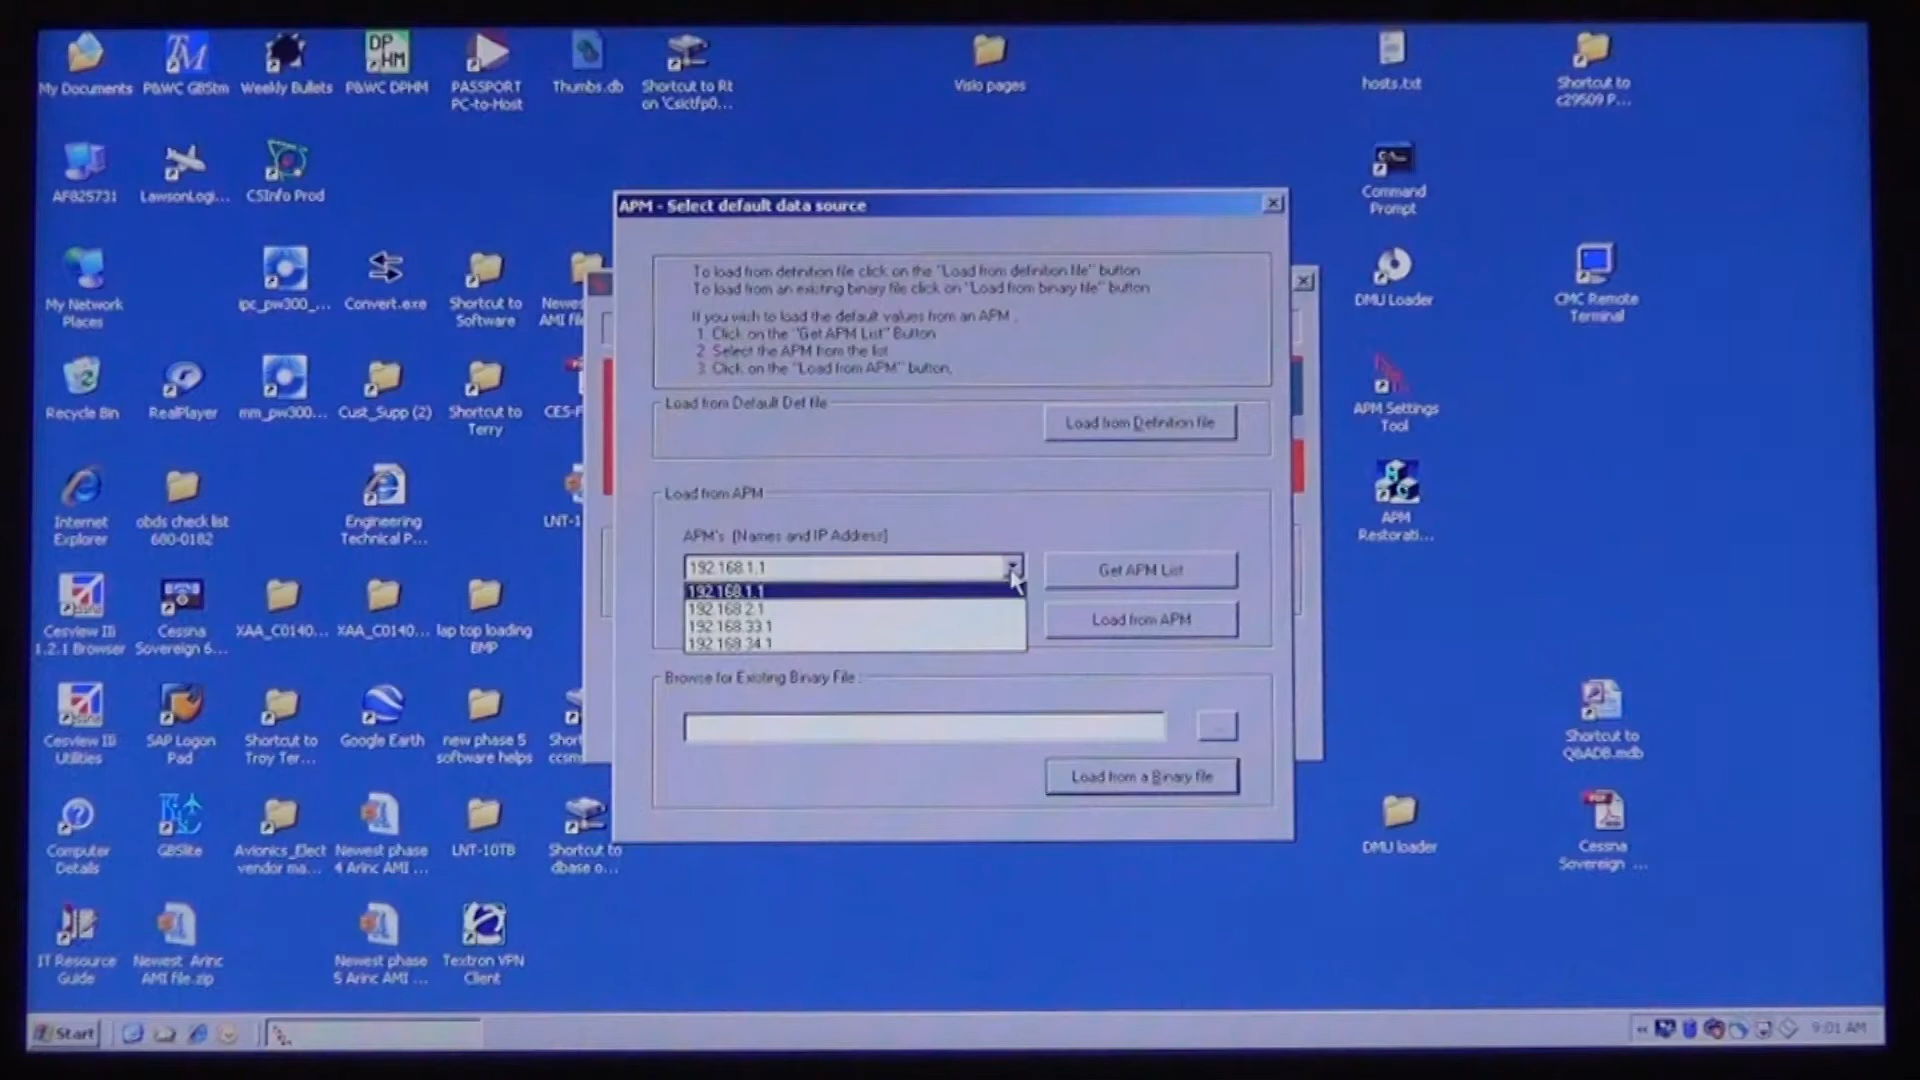 My Documents
P&WC GBStm
Weekly Bullets
P&WC DPHM
PASSPORT
PC-to-Host
Thumbs.db
Shortcut to Rt
on 'Csictfp0...
Visio pages
hosts.txt
Shortcut to
c29509 P...
AF825731
LawsonLogi...
CSInfo Prod
Command
Prompt
My Network
Places
ipc_pw300_...
Convert.exe
Shortcut to
Software
Newes
AMI fil
DMU Loader
CMC Remote
Terminal
Recycle Bin
RealPlayer
mm_pw300...
Cust_Supp (2)
Shortcut to
Terry
CES-F
APM Settings
Tool
Internet
Explorer
obds check list
680-0182
Engineering
Technical P...
LNT-1
APM
Restorati...
Cesview IIi
1.2.1 Browser
Cessna
Sovereign 6...
XAA_C0140...
XAA_C0140...
lap top loading
BMP
Cesview IIi
Utilities
SAP Logon
Pad
Shortcut to
Troy Ter...
Google Earth
new phase 5
software helps
Short
ccsm
Shortcut to
Q&ADB.mdb
Computer
Details
GBSlite
Avionics_Elect
vendor ma...
Newest phase
4 Arinc AMI ...
LNT-10TB
Shortcut to
dbase o...
DMU loader
Cessna
Sovereign ...
IT Resource
Guide
Newest Arinc
AMI file.zip
Newest phase
5 Arinc AMI ...
Textron VPN
Client
APM - Select default data source
To load from definition file click on the "Load from definition file" button
To load from an existing binary file click on "Load from binary file" button
If you wish to load the default values from an APM .
1. Click on the "Get APM List" Button
2. Select the APM from the list
3. Click on the "Load from APM" button.
Load from Default Def file
Load from Definition file
Load from APM
APM's [Names and IP Address]
192.168.1.1
192.168.1.1
192.168.2.1
192.168.33.1
192.168.34.1
Get APM List
Load from APM
Browse for Existing Binary File :
...
Load from a Binary file
Start
9:01 AM